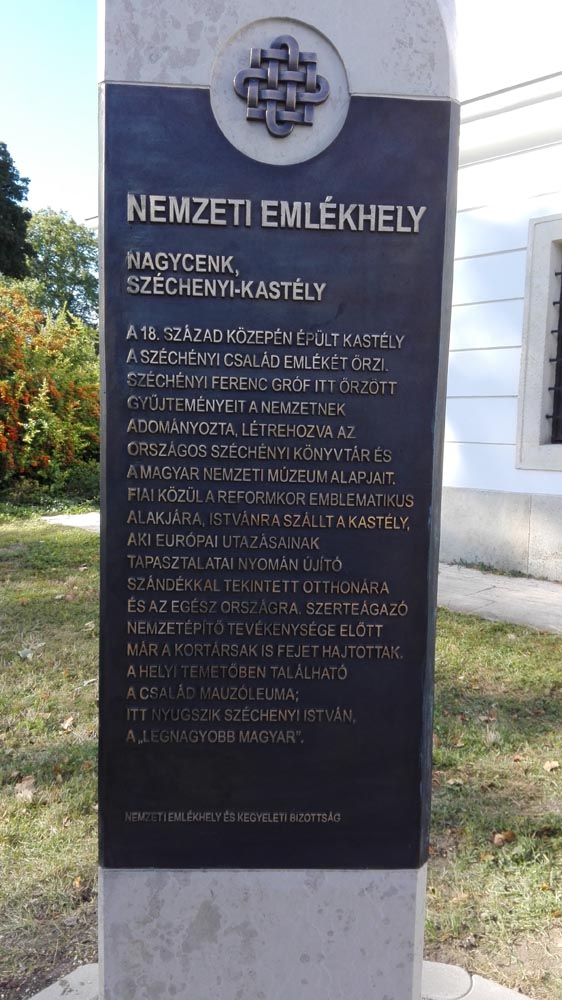 NEMZETI EMLÉKHELY
NAGYCENK,
SZÉCHENYI-KASTÉLY
A 18. SZÁZAD KÖZEPÉN ÉPÜLT KASTÉLY
A SZÉCHÉNYI CSALÁD EMLÉKÉT ŐRZI.
SZÉCHÉNYI FERENC GRÓF ITT ŐRZÖTT
GYŰJTEMÉNYEIT A NEMZETNEK
ADOMÁNYOZTA, LÉTREHOZVA AZ
ORSZÁGOS SZÉCHÉNYI KÖNYVTÁR ÉS
A MAGYAR NEMZETI MÚZEUM ALAPJAIT.
FIAI KÖZÜL A REFORMKOR EMBLEMATIKUS
ALAKJÁRA, ISTVÁNRA SZÁLLT A KASTÉLY,
AKI EURÓPAI UTAZÁSAINAK
TAPASZTALATAI NYOMÁN ÚJÍTÓ
SZÁNDÉKKAL TEKINTETT OTTHONÁRA
ÉS AZ EGÉSZ ORSZÁGRA. SZERTEÁGAZÓ
NEMZETÉPÍTŐ TEVÉKENYSÉGE ELŐTT
MÁR A KORTÁRSAK IS FEJET HAJTOTTAK.
A HELYI TEMETŐBEN TALÁLHATÓ
A CSALÁD MAUZÓLEUMA;
ITT NYUGSZIK SZÉCHENYI ISTVÁN,
A „LEGNAGYOBB MAGYAR”.
NEMZETI EMLÉKHELY ÉS KEGYELETI BIZOTTSÁG